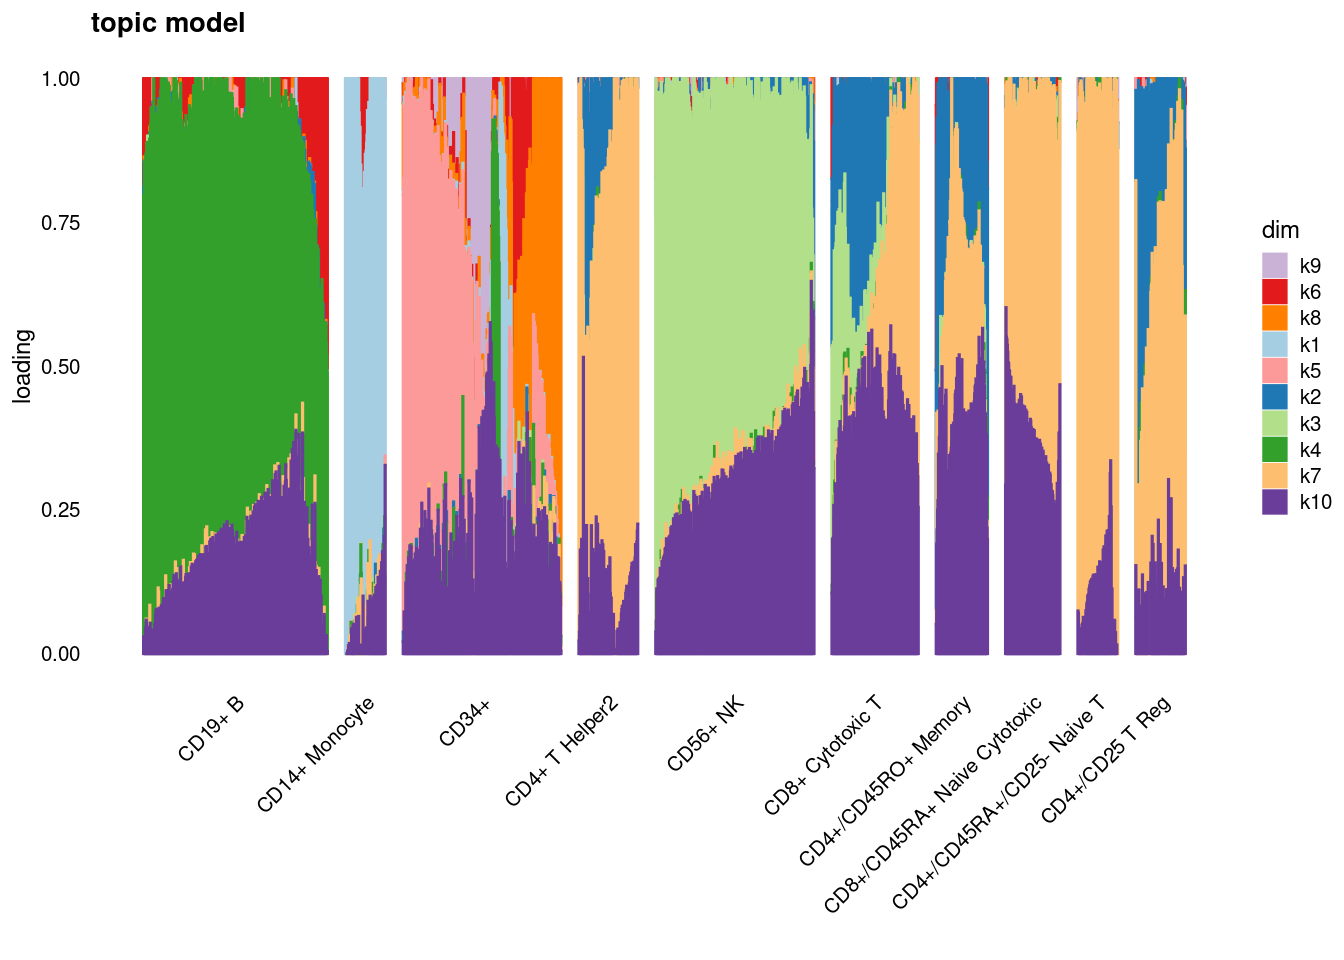 topic model
1.00
0.75
0.50
0.25
0.00
loading
CD19+ B
CD14+ Monocyte
CD34+
CD4+ T Helper2
CD56+ NK
CD8+ Cytotoxic T
CD4+/CD45RO+ Memory
CD8+/CD45RA+ Naive Cytotoxic
CD4+/CD45RA+/CD25- Naive T
CD4+/CD25 T Reg
dim
k9
k6
k8
k1
k5
k2
k3
k4
k7
k10